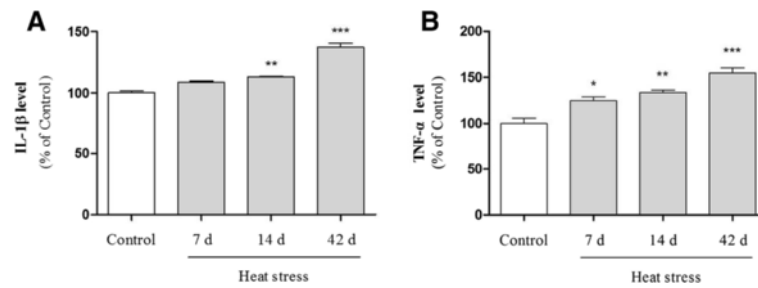 A
IL-1β level
(% of Control)
150
100
50
0
**
***
Control
7 d
14 d
42 d
Heat stress
B
TNF-α level
(% of Control)
200
150
100
50
0
*
**
***
Control
7 d
14 d
42 d
Heat stress